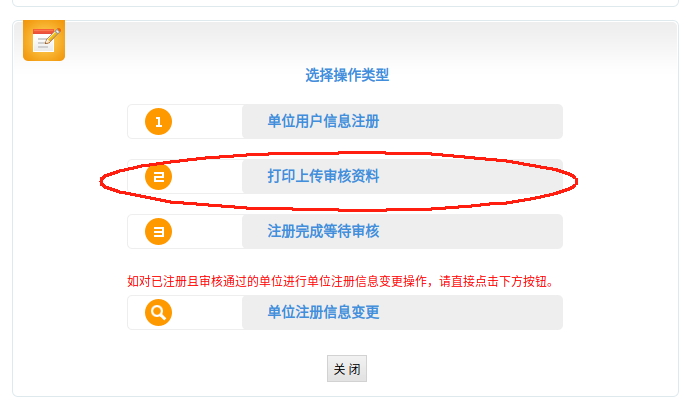 选择操作类型
1 单位用户信息注册
2 打印上传审核资料
3 注册完成等待审核
如对已注册且审核通过的单位进行单位注册信息变更操作，请直接点击下方按钮。
单位注册信息变更
关 闭